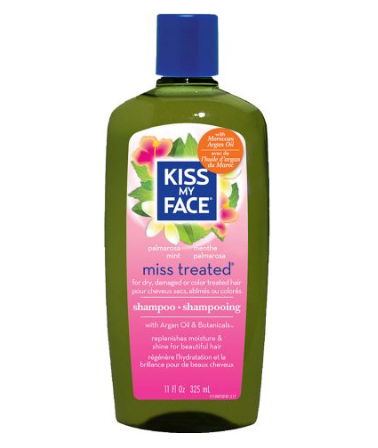 with
Moroccan
Argan Oil
avec de
l'huile d'argan
du Maroc
KISS
MY
FACE®
palmarosa menthe
mint palmarosa
miss treated®
for dry, damaged or color treated hair
pour cheveux secs, abîmés ou colorés
shampoo • shampooing
with Argan Oil & Botanicals
replenishes moisture &
shine for beautiful hair
régénère l'hydratation et la
brillance pour de beaux cheveux
11 fl oz 325 mL